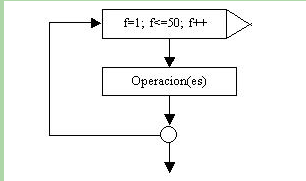 f=1; f<=50; f++
Operacion(es)